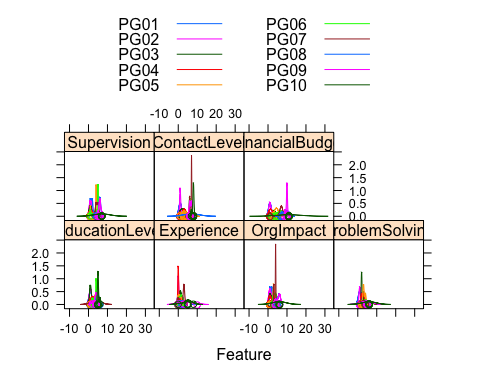 PG01 PG06
PG02 PG07
PG03 PG08
PG04 PG09
PG05 PG10
-10 0 10 20 30
Supervision ContactLeve nancialBudg
2.0
1.5
1.0
0.5
0.0
ducationLeve Experience OrgImpact roblemSolvin
2.0
1.5
1.0
0.5
0.0
-10 0 10 20 30 -10 0 10 20 30
Feature